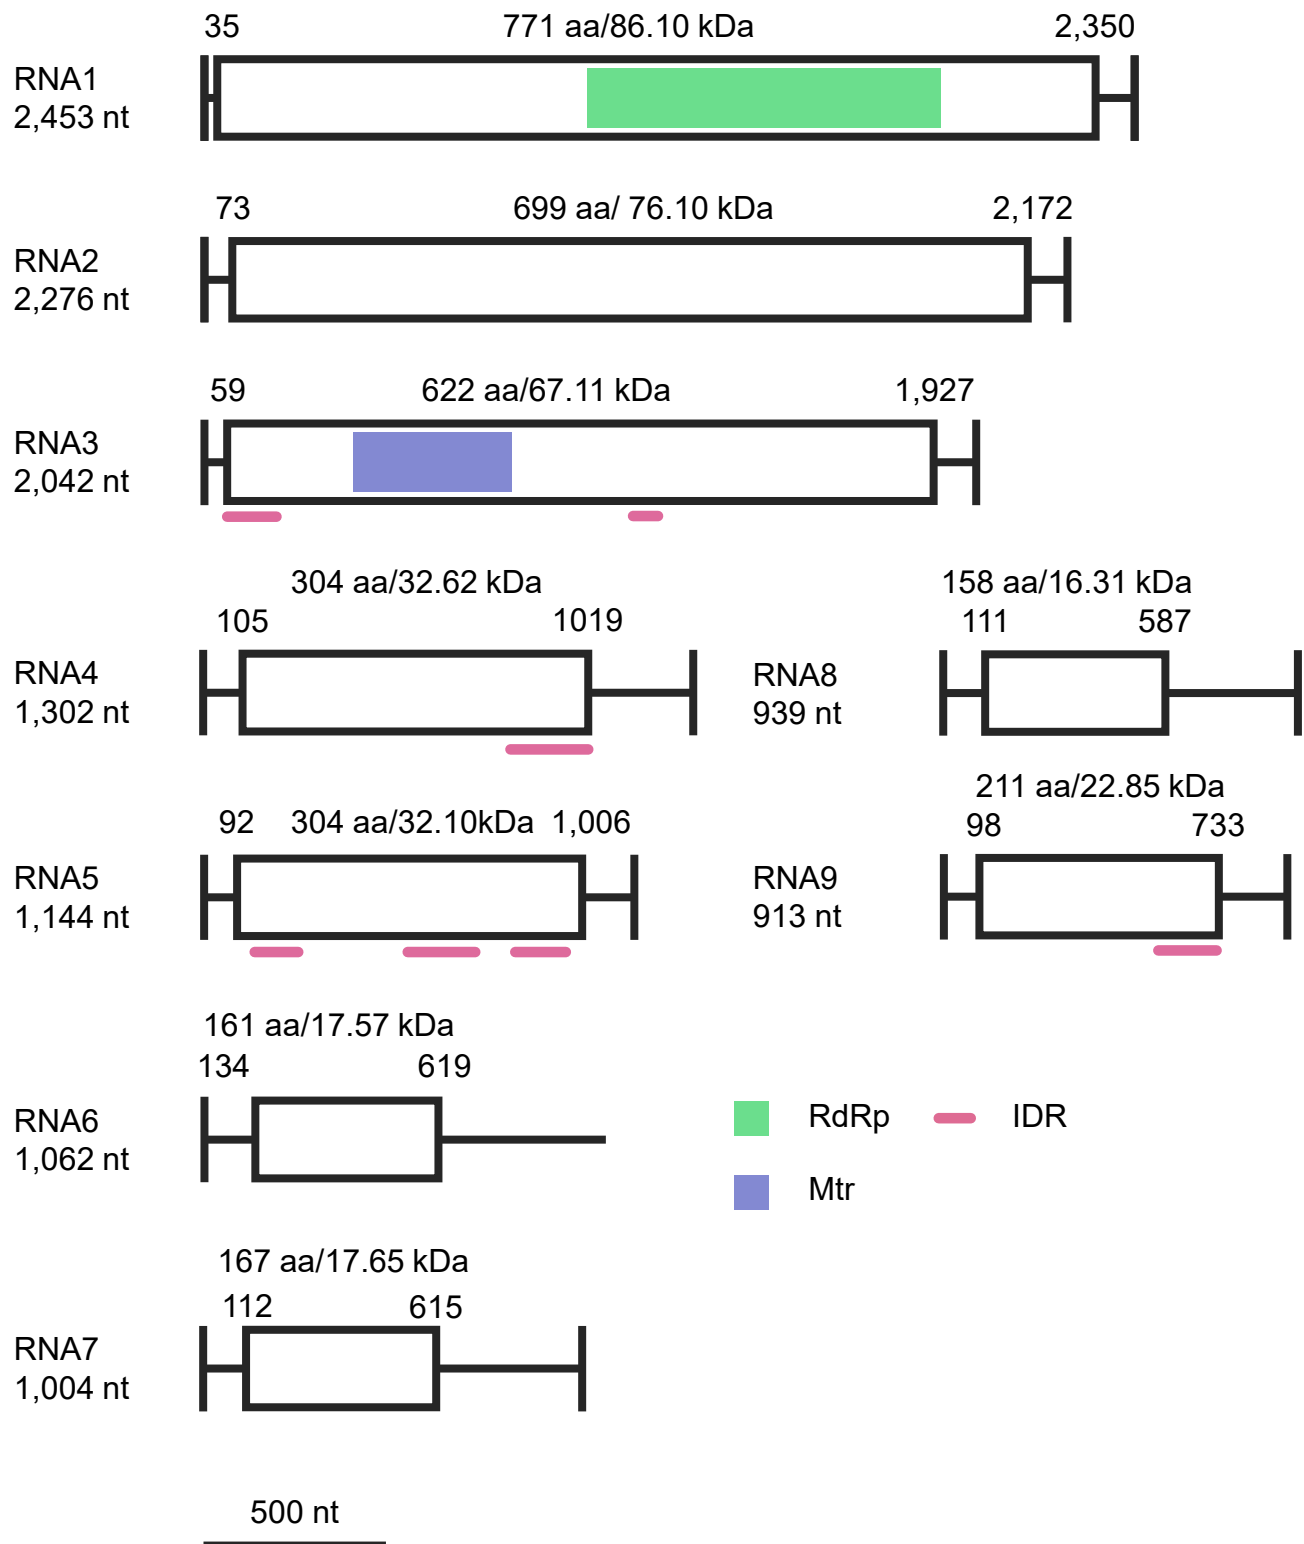 35 771 aa/86.10 kDa 2,350
RNA1
2,453 nt
73 699 aa/ 76.10 kDa 2,172
RNA2
2,276 nt
59 622 aa/67.11 kDa 1,927
RNA3
2,042 nt
304 aa/32.62 kDa
105 1019
RNA4
1,302 nt
158 aa/16.31 kDa
111 587
RNA8
939 nt
92 304 aa/32.10kDa 1,006
RNA5
1,144 nt
211 aa/22.85 kDa
98 733
RNA9
913 nt
161 aa/17.57 kDa
134 619
RNA6
1,062 nt
RdRp IDR
Mtr
167 aa/17.65 kDa
112 615
RNA7
1,004 nt
500 nt